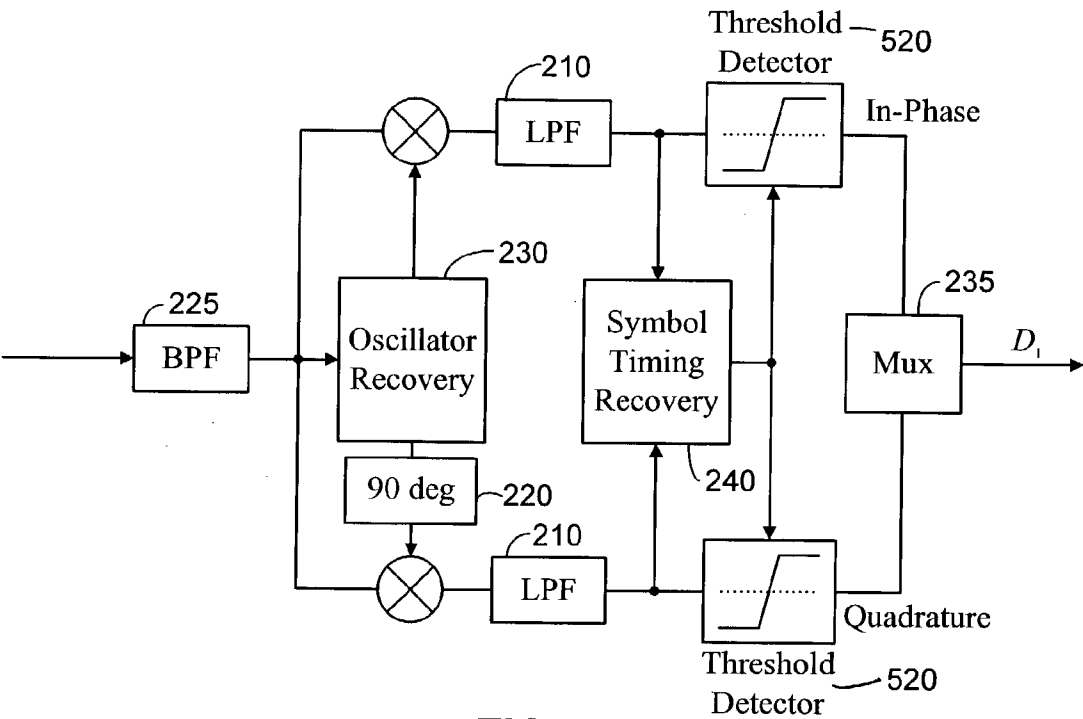 Threshold
Detector
520
210
LPF
In-Phase
230
Oscillator
Recovery
225
BPF
Symbol
Timing
Recovery
240
235
Mux
D₁
90 deg
220
210
LPF
Quadrature
Threshold
Detector
520